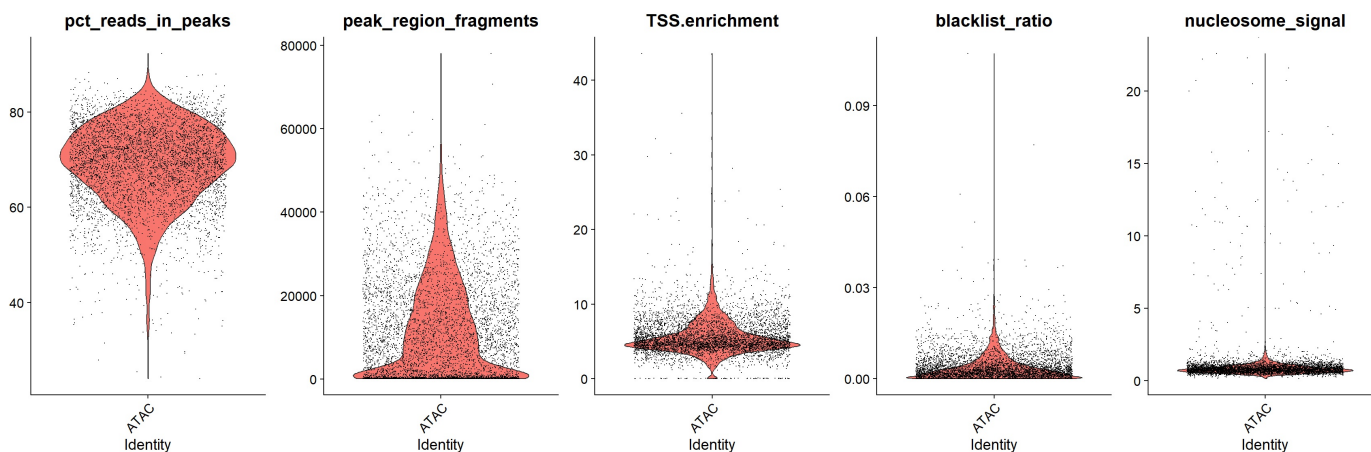 pct_reads_in_peaks
80
60
40
ATAC
Identity
peak_region_fragments
80000
60000
40000
20000
0
ATAC
Identity
TSS.enrichment
40
30
20
10
0
ATAC
Identity
blacklist_ratio
0.09
0.06
0.03
0.00
ATAC
Identity
nucleosome_signal
20
15
10
5
0
ATAC
Identity